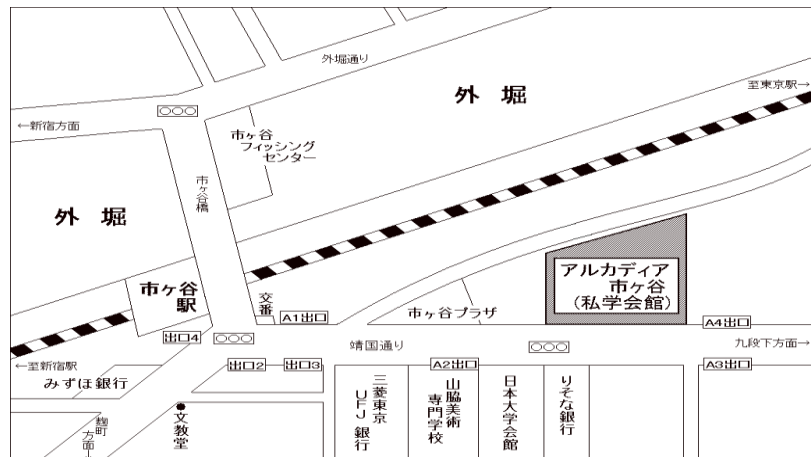 外堀通り
外 堀
至東京駅→
○○○
←新宿方面
市ヶ谷
フィッシング
センター
市ヶ谷橋
外 堀
アルカディア
市ヶ谷
(私学会館)
市ヶ谷
駅
交番
A1出口
市ヶ谷プラザ
A4出口
出口4
○○○
靖国通り
○○○
九段下方面→
←至新宿駅
出口2
出口3
A2出口
A3出口
みずほ銀行
麹町
方面
文教堂
三菱東京
UFJ銀行
山脇美術
専門学校
日本大学会館
りそな銀行